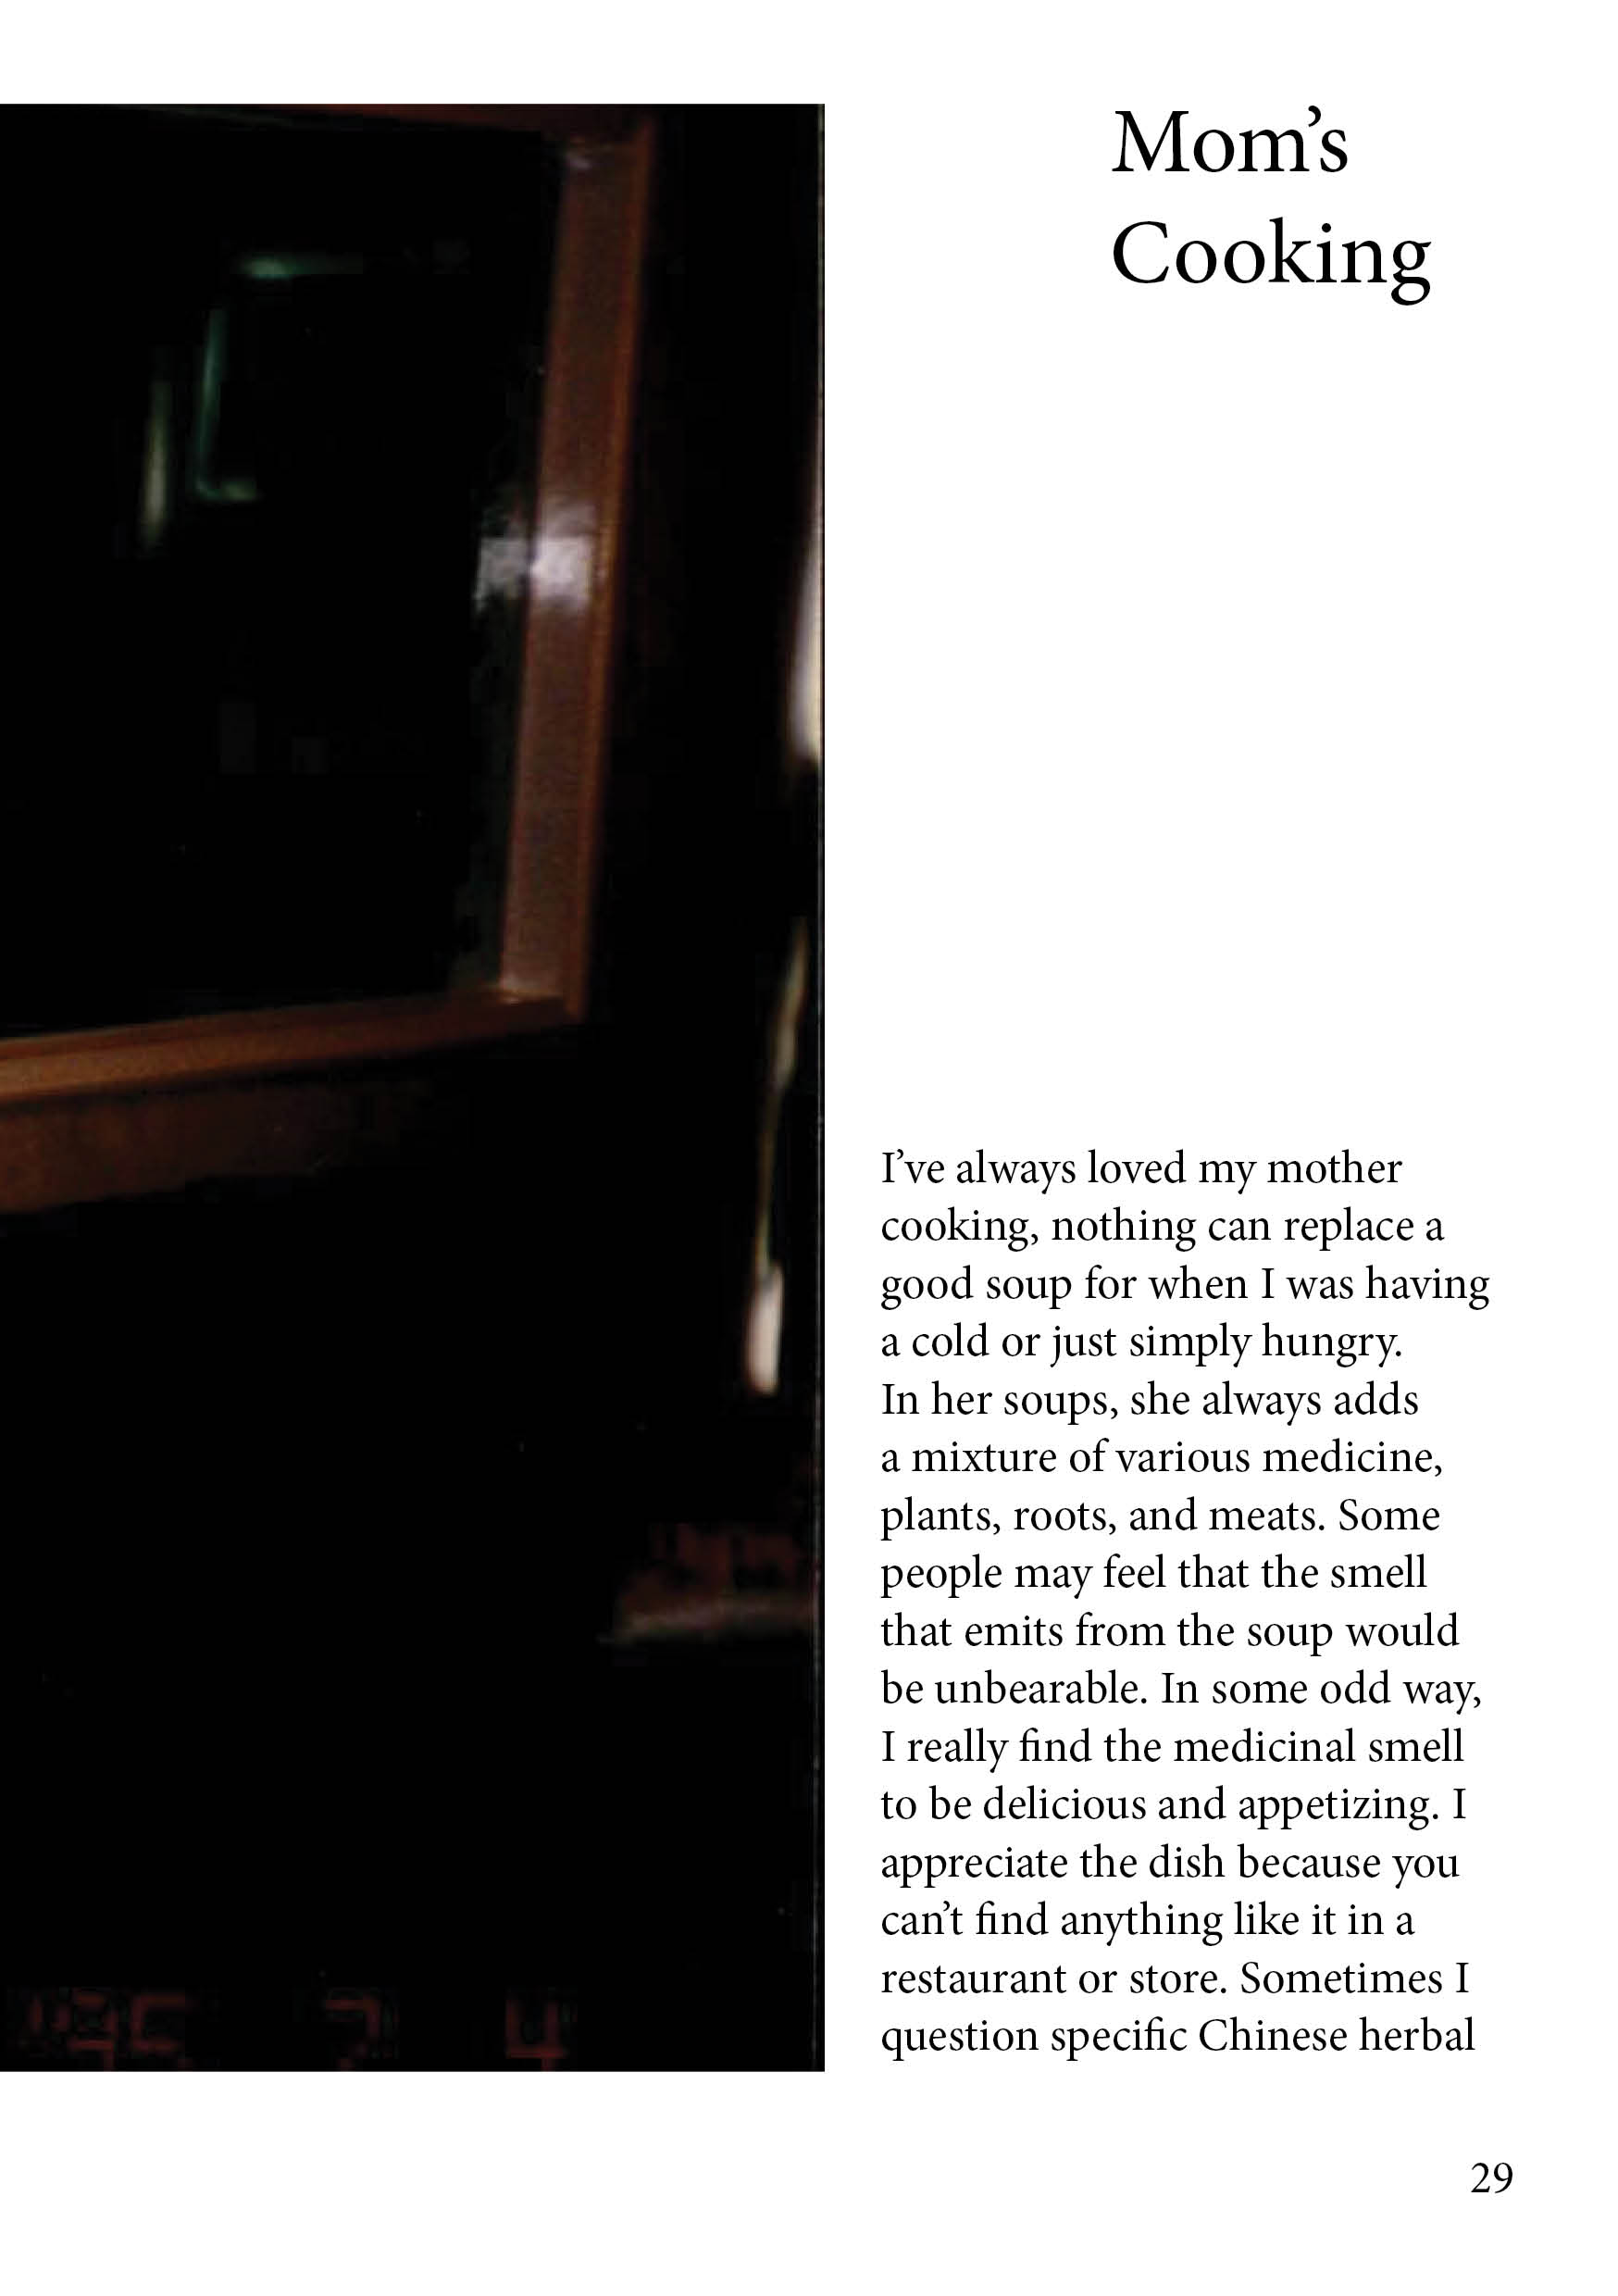 Mom’s
Cooking
I’ve always loved my mother
cooking, nothing can replace a
good soup for when I was having
a cold or just simply hungry.
In her soups, she always adds
a mixture of various medicine,
plants, roots, and meats. Some
people may feel that the smell
that emits from the soup would
be unbearable. In some odd way,
I really find the medicinal smell
to be delicious and appetizing. I
appreciate the dish because you
can’t find anything like it in a
restaurant or store. Sometimes I
question specific Chinese herbal
'95 7 4
29